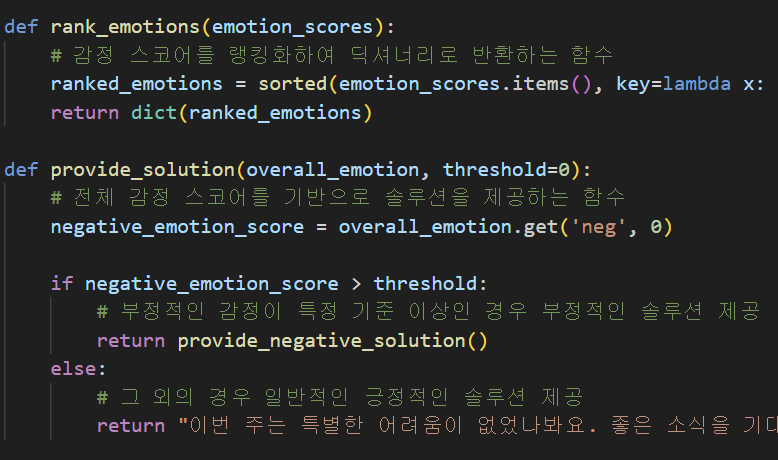 def rank_emotions(emotion_scores):
    # 감정 스코어를 랭킹화하여 딕셔너리로 반환하는 함수
    ranked_emotions = sorted(emotion_scores.items(), key=lambda x:
    return dict(ranked_emotions)
def provide_solution(overall_emotion, threshold=0):
    # 전체 감정 스코어를 기반으로 솔루션을 제공하는 함수
    negative_emotion_score = overall_emotion.get('neg', 0)
    if negative_emotion_score > threshold:
        # 부정적인 감정이 특정 기준 이상인 경우 부정적인 솔루션 제공
        return provide_negative_solution()
    else:
        # 그 외의 경우 일반적인 긍정적인 솔루션 제공
        return "이번 주는 특별한 어려움이 없었나봐요. 좋은 소식을